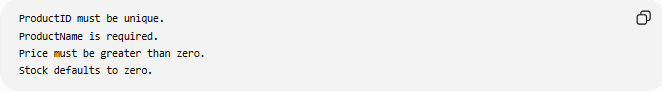 ProductID must be unique.
ProductName is required.
Price must be greater than zero.
Stock defaults to zero.